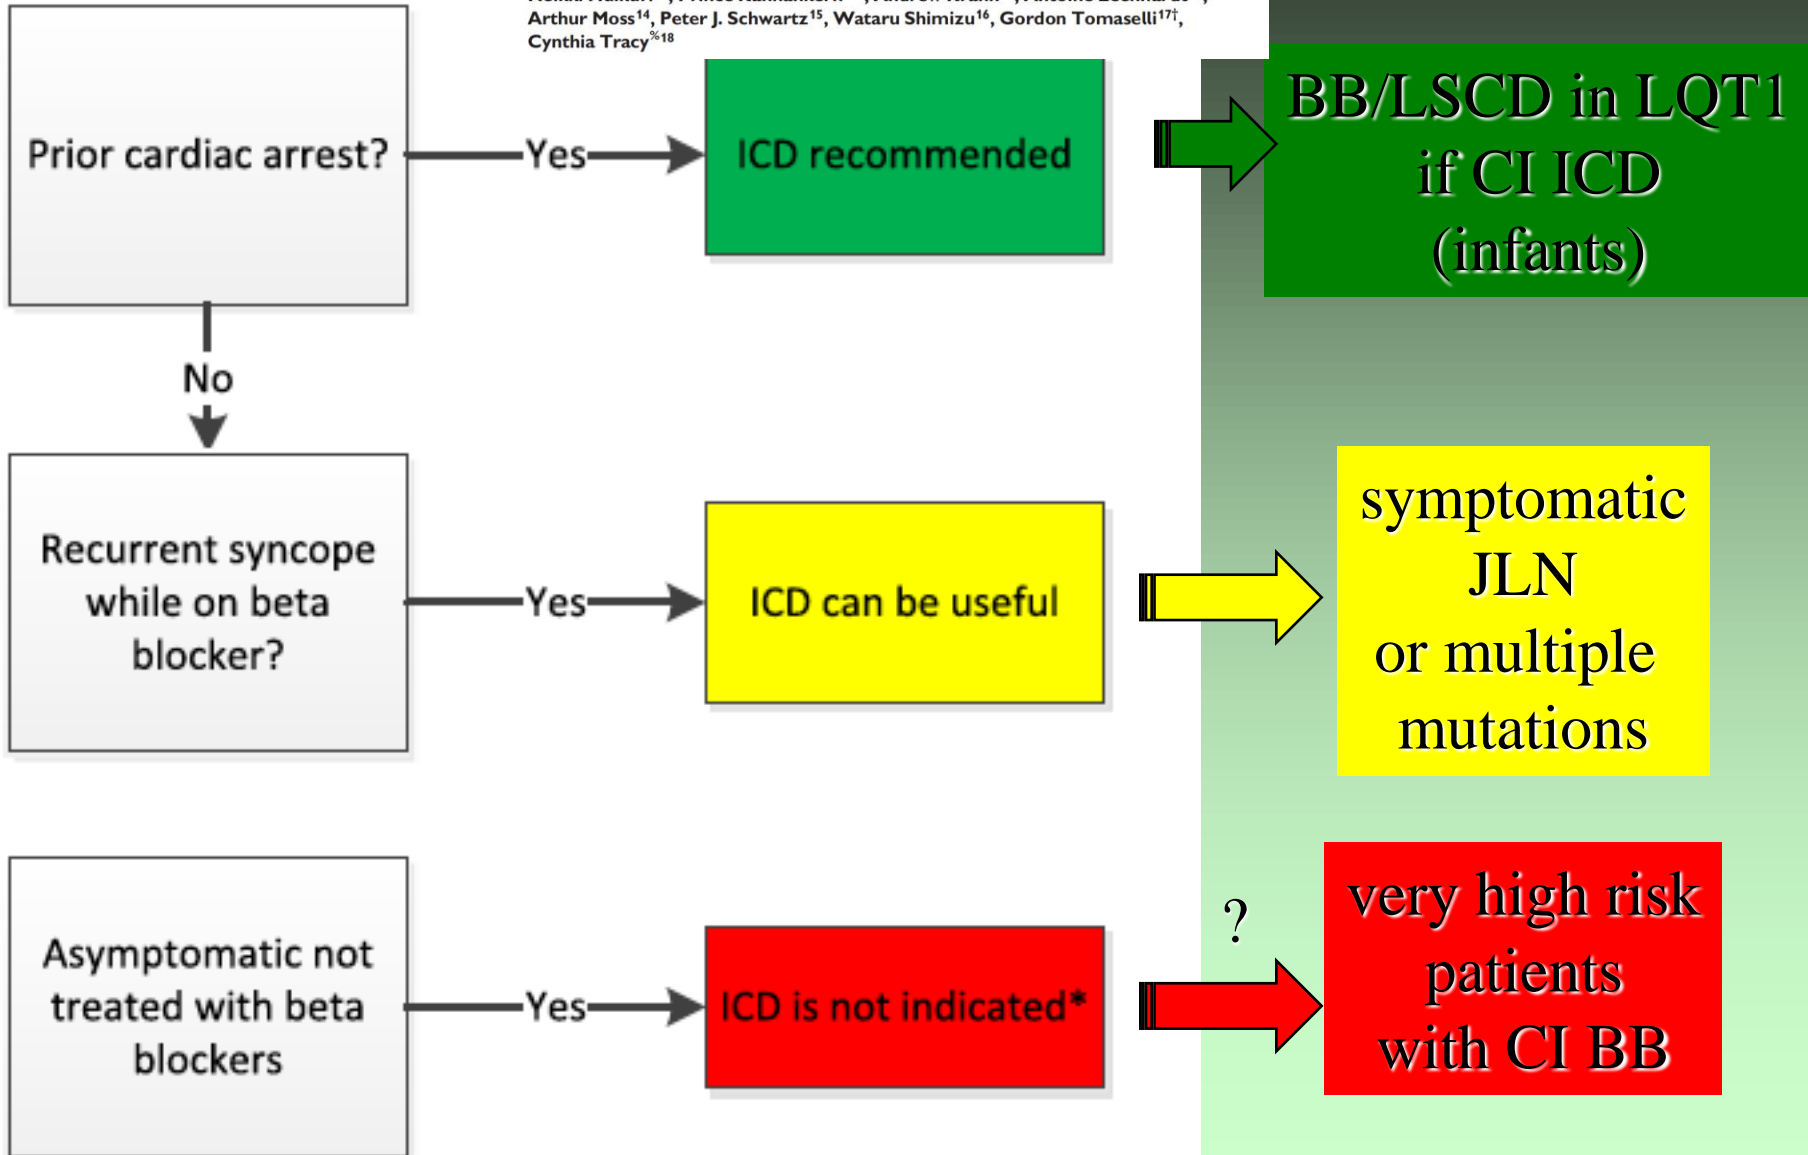 Arthur Moss14, Peter J. Schwartz15, Wataru Shimizu16, Gordon Tomaselli17†,
Cynthia Tracy%18
Prior cardiac arrest?
Yes
ICD recommended
BB/LSCD in LQT1
if CI ICD
(infants)
No
Recurrent syncope
while on beta
blocker?
Yes
ICD can be useful
symptomatic
JLN
or multiple
mutations
Asymptomatic not
treated with beta
blockers
Yes
ICD is not indicated*
?
very high risk
patients
with CI BB